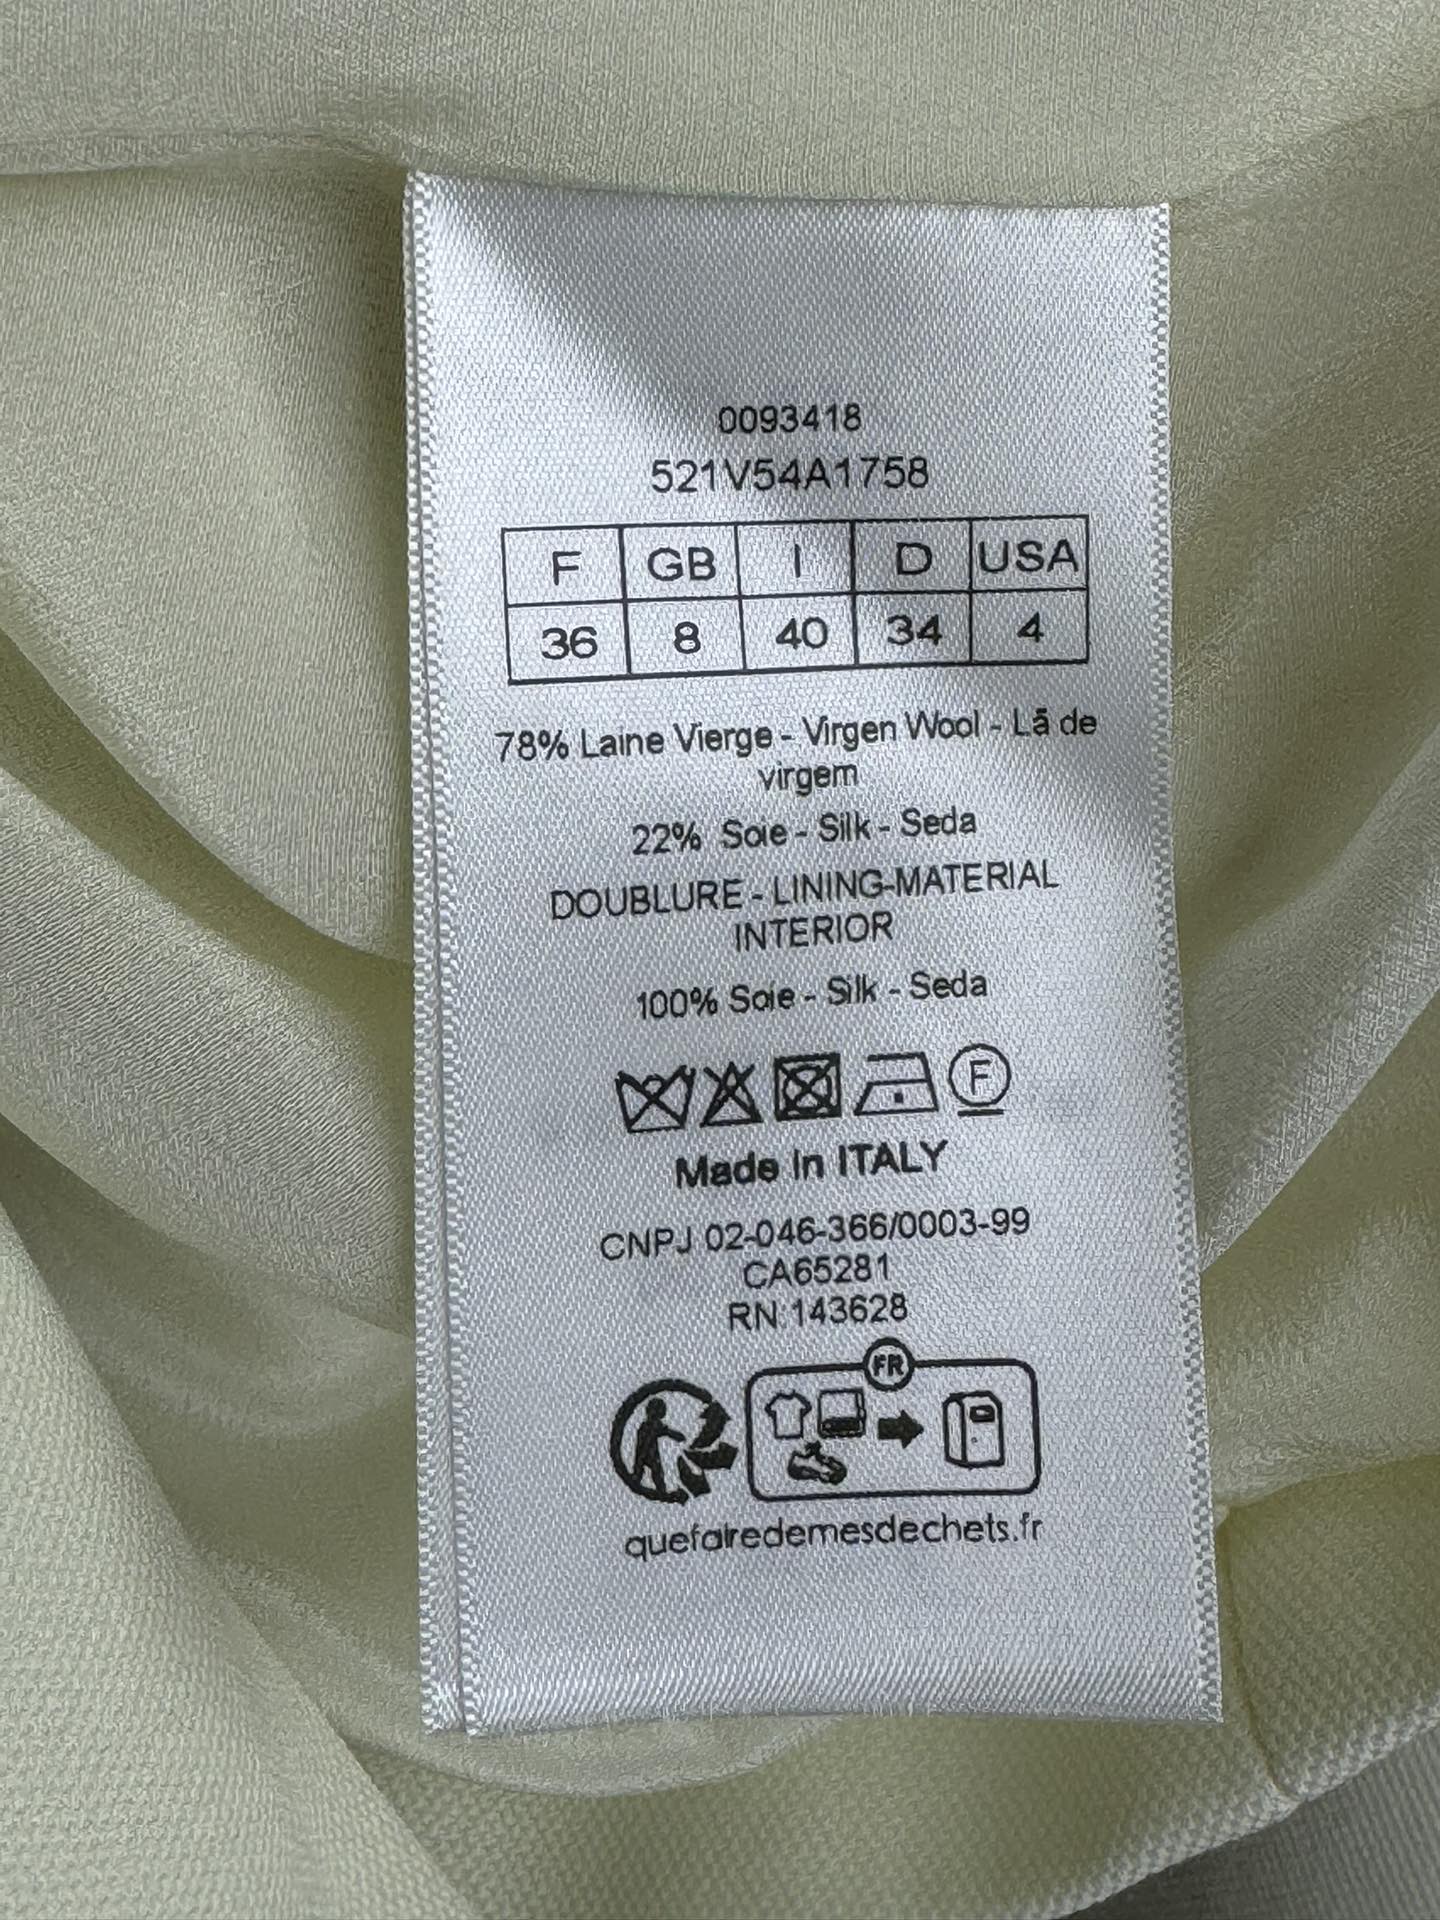 0093418
521V54A1758
F GB I D USA
36 8 40 34 4
78% Laine Vierge - Virgen Wool - Lã de
virgem
22% Soie - Silk - Seda
DOUBLURE - LINING-MATERIAL
INTERIOR
100% Soie - Silk - Seda
F
Made in ITALY
CNPJ 02-046-366/0003-99
CA65281
RN 143628
FR
quefairedemesdechets.fr